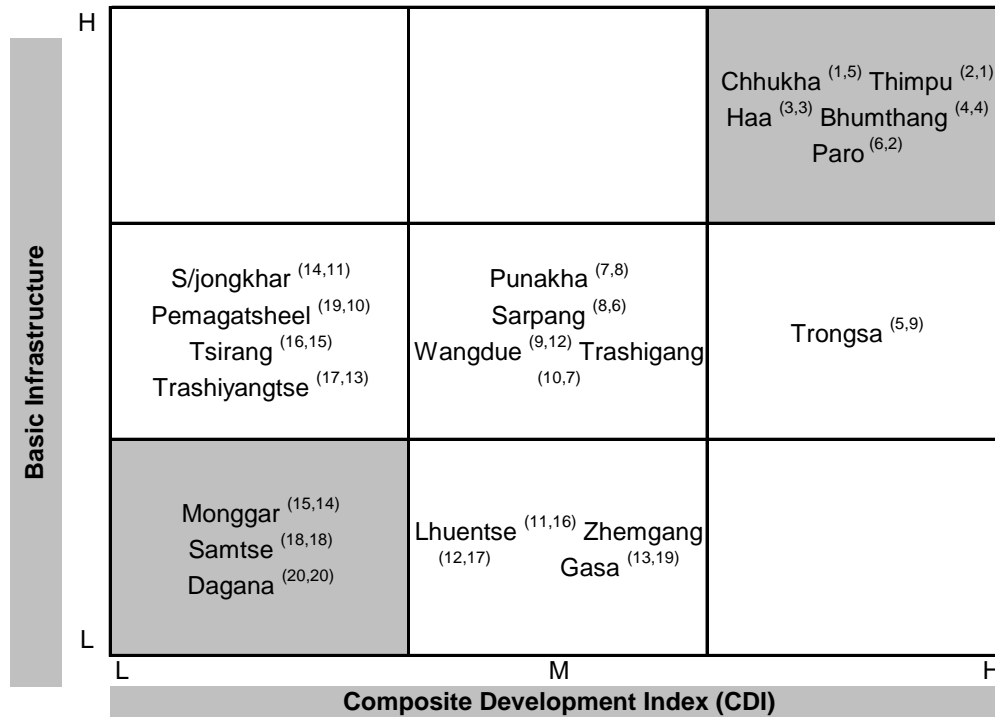 H
Chhukha (1,5) Thimpu (2,1)
Haa (3,3) Bhumthang (4,4)
Paro (6,2)
Basic Infrastructure
S/jongkhar (14,11)
Pemagatsheel (19,10)
Tsirang (16,15)
Trashiyangtse (17,13)
Punakha (7,8)
Sarpang (8,6)
Wangdue (9,12) Trashigang
(10,7)
Trongsa (5,9)
Monggar (15,14)
Samtse (18,18)
Dagana (20,20)
Lhuentse (11,16) Zhemgang
(12,17) Gasa (13,19)
L
L M H
Composite Development Index (CDI)